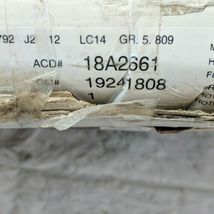 792 J2 12 LC14 GR. 5. 809
ACD# 18A2661
19241808
1